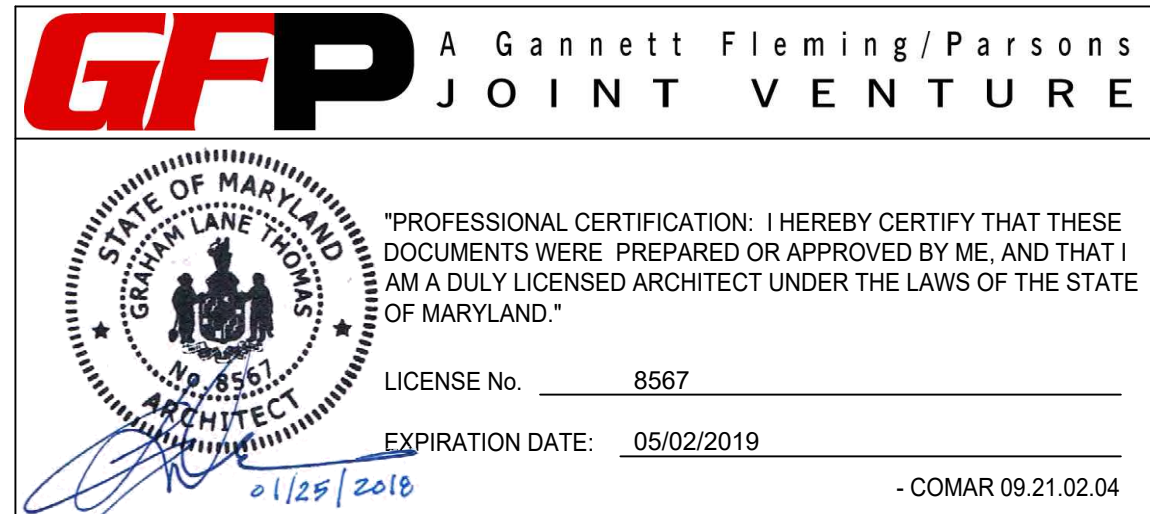 GFP
A Gannett Fleming/Parsons
JOINT VENTURE
STATE OF MARYLAND
GRAHAM LANE THOMAS
No. 8567
ARCHITECT
01/25/2018
"PROFESSIONAL CERTIFICATION: I HEREBY CERTIFY THAT THESE
DOCUMENTS WERE PREPARED OR APPROVED BY ME, AND THAT I
AM A DULY LICENSED ARCHITECT UNDER THE LAWS OF THE STATE
OF MARYLAND."
LICENSE No. 8567
EXPIRATION DATE: 05/02/2019
- COMAR 09.21.02.04